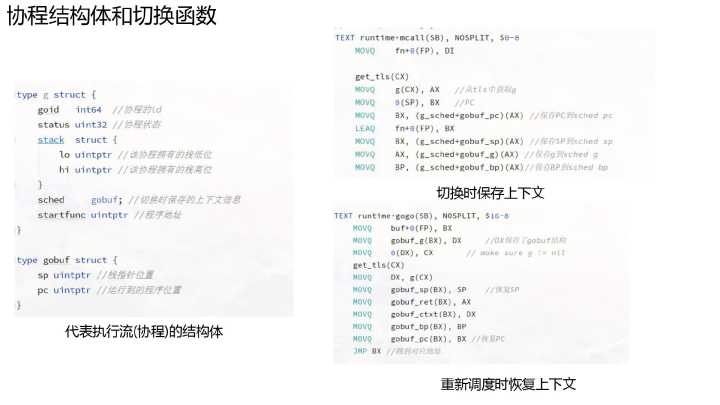 协程结构体和切换函数
type g struct {
goid int64 //协程的id
status uint32 //协程状态
stack struct {
lo uintptr //该协程拥有的栈低位
hi uintptr //该协程拥有的栈高位
}
sched gobuf; //切换时保存的上下文信息
startfunc uintptr //程序地址
}
type gobuf struct {
sp uintptr //栈指针位置
pc uintptr //运行到的程序位置
}
代表执行流(协程)的结构体
TEXT runtime·mcall(SB), NOSPLIT, $0-8
MOVQ fn+0(FP), DI
get_tls(CX)
MOVQ g(CX), AX //从tls中获取g
MOVQ 0(SP), BX //PC
MOVQ BX, (g_sched+gobuf_pc)(AX) //保存PC到sched pc
LEAQ fn+0(FP), BX
MOVQ BX, (g_sched+gobuf_sp)(AX) //保存SP到sched sp
MOVQ AX, (g_sched+gobuf_g)(AX) //保存g到sched g
MOVQ BP, (g_sched+gobuf_bp)(AX)//保存BP到sched bp
切换时保存上下文
TEXT runtime·gogo(SB), NOSPLIT, $16-8
MOVQ buf+0(FP), BX
MOVQ gobuf_g(BX), DX //DX保存了gobuf结构
MOVQ 0(DX), CX // make sure g != nil
get_tls(CX)
MOVQ DX, g(CX)
MOVQ gobuf_sp(BX), SP //恢复SP
MOVQ gobuf_ret(BX), AX
MOVQ gobuf_ctxt(BX), DX
MOVQ gobuf_bp(BX), BP
MOVQ gobuf_pc(BX), BX //恢复PC
JMP BX //跳到对应地址
重新调度时恢复上下文